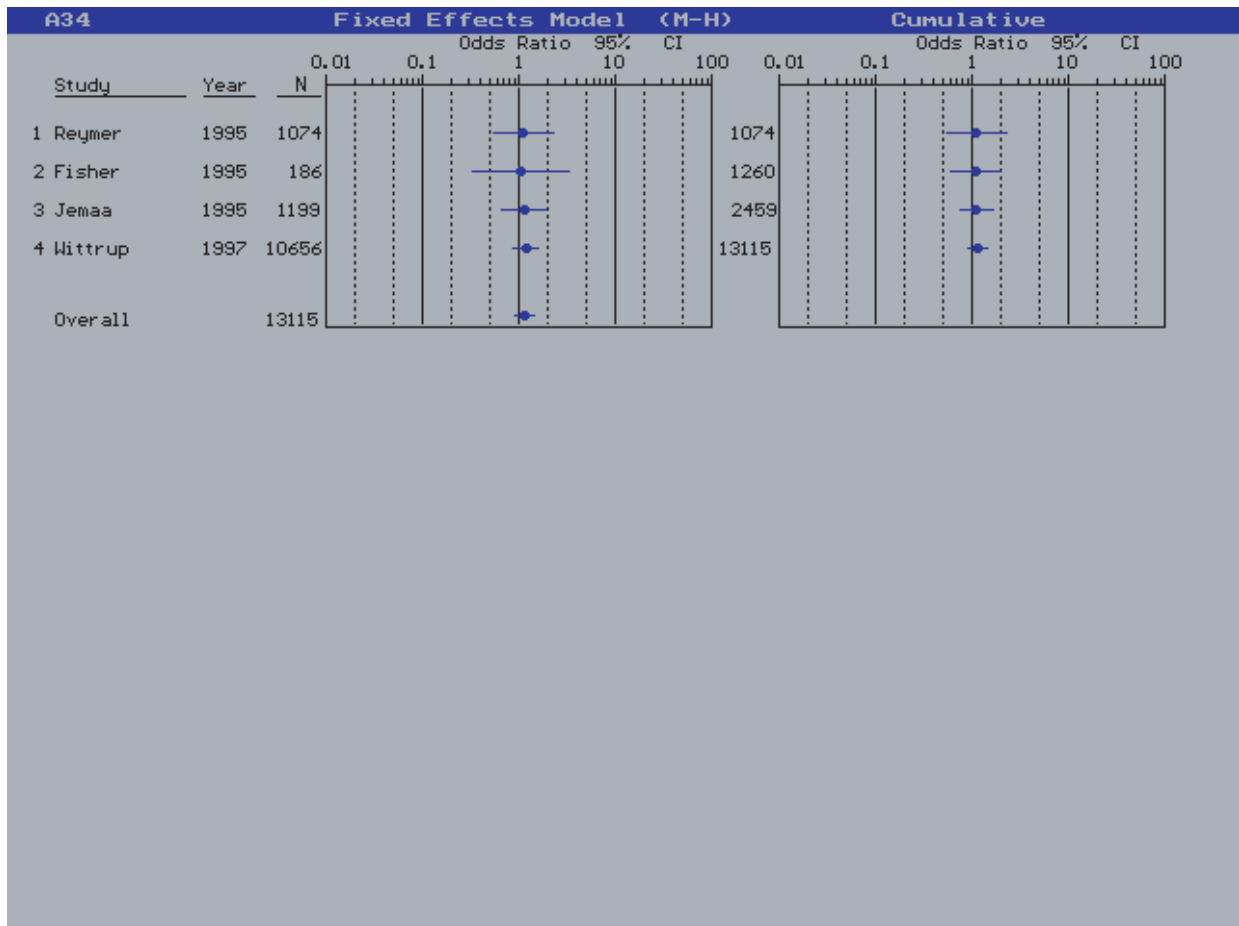 A34 Fixed Effects Model (M-H) Cumulative
Odds Ratio 95% CI Odds Ratio 95% CI
0.01 0.1 1 10 100 0.01 0.1 1 10 100
Study Year N
1 Reymer 1995 1074 1074
2 Fisher 1995 186 1260
3 Jemaa 1995 1199 2459
4 Wittrup 1997 10656 13115
Overall 13115